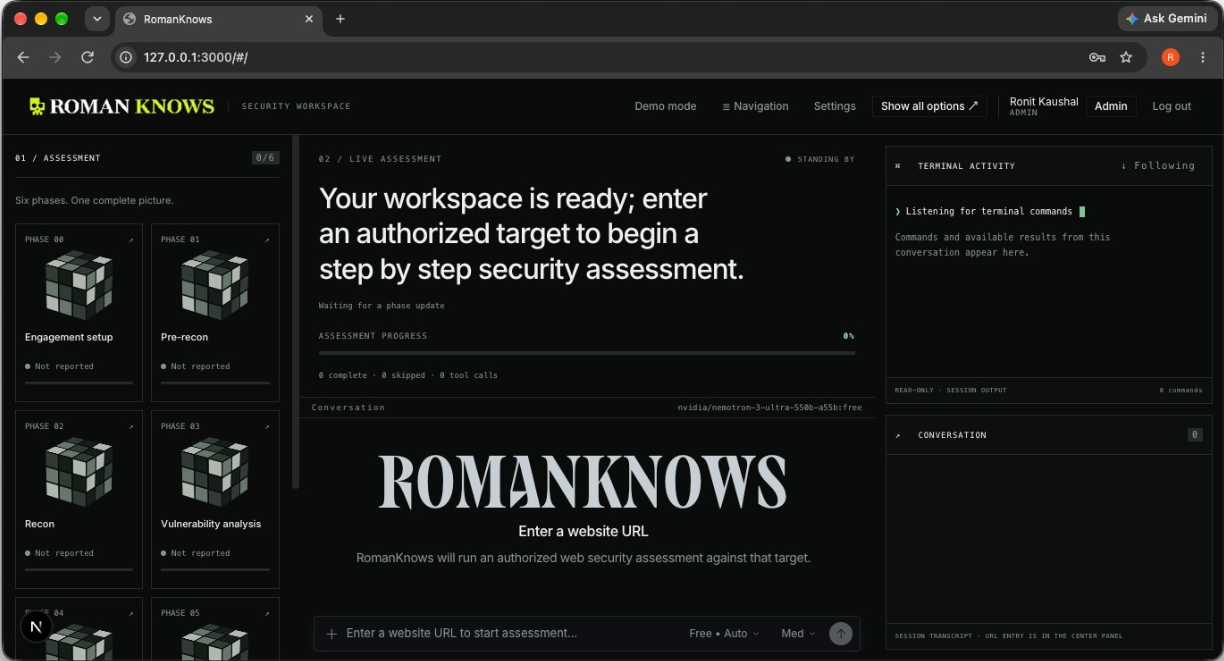 RomanKnows
Ask Gemini
127.0.0.1:3000/#/
R
ROMAN KNOWS
SECURITY WORKSPACE
Demo mode
Navigation
Settings
Show all options ↗
Ronit Kaushal
ADMIN
Admin
Log out
01 / ASSESSMENT
0/6
Six phases. One complete picture.
PHASE 00 ↗
Engagement setup
Not reported
PHASE 01 ↗
Pre-recon
Not reported
PHASE 02 ↗
Recon
Not reported
PHASE 03 ↗
Vulnerability analysis
Not reported
04 ↗
PHASE 05 ↗
N
02 / LIVE ASSESSMENT
STANDING BY
Your workspace is ready; enter
an authorized target to begin a
step by step security assessment.
Waiting for a phase update
ASSESSMENT PROGRESS
0%
0 complete · 0 skipped · 0 tool calls
Conversation
nvidia/nemotron-3-ultra-550b-a55b:free
ROMANKNOWS
Enter a website URL
RomanKnows will run an authorized web security assessment against that target.
+ Enter a website URL to start assessment...
Free • Auto
Med
⌘ TERMINAL ACTIVITY
↓ Following
❯ Listening for terminal commands
Commands and available results from this
conversation appear here.
READ-ONLY · SESSION OUTPUT
0 commands
↗ CONVERSATION
0
SESSION TRANSCRIPT · URL ENTRY IS IN THE CENTER PANEL